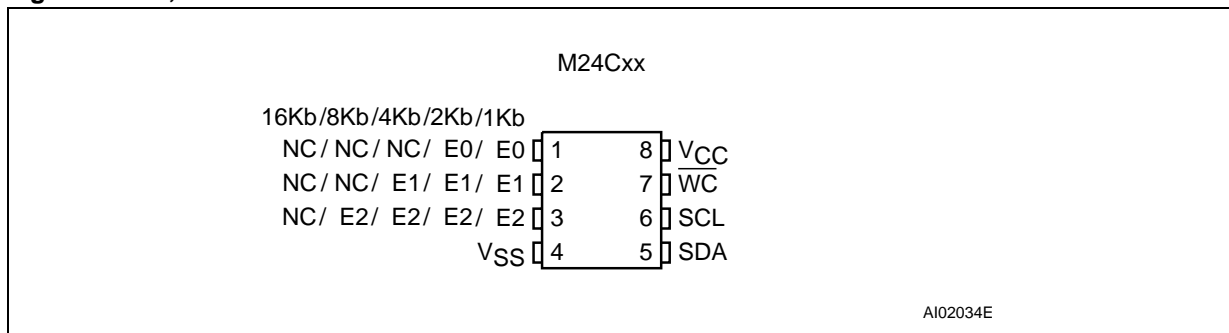 M24Cxx
16Kb/8Kb/4Kb/2Kb/1Kb
NC/ NC/ NC/ E0/ E0 1 8 VCC
NC/ NC/ E1/ E1/ E1 2 7 W̅C̅
NC/ E2/ E2/ E2/ E2 3 6 SCL
VSS 4 5 SDA
AI02034E